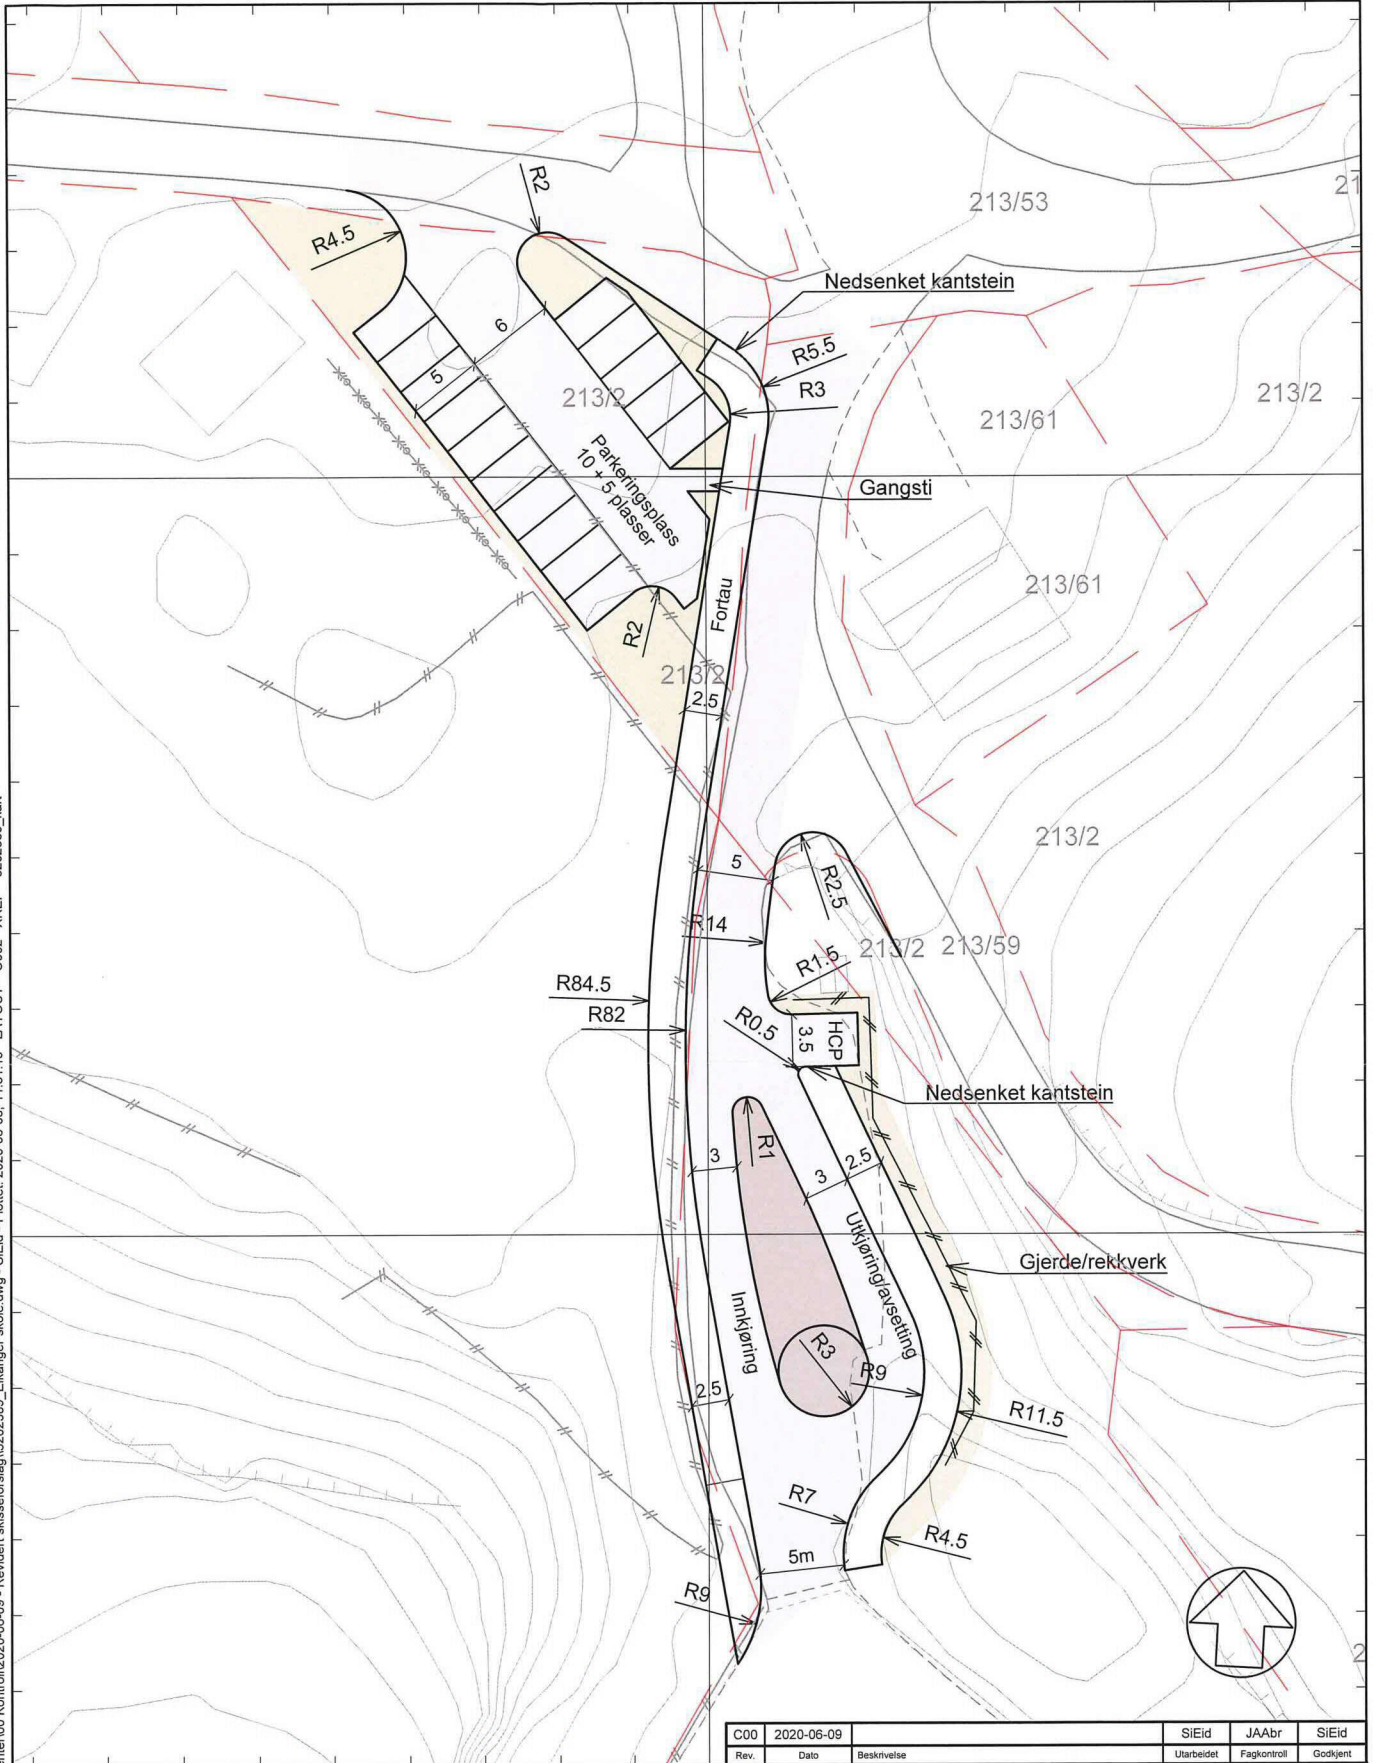 213/53
21
R2
R4.5
Nedsenket kantstein
R5.5
R3
6
5
213/2
213/61
213/2
Parkeringsplass
10 + 5 plasser
Gangsti
213/61
Fortau
R2
213/2
2.5
213/2
5
R2.5
R14
213/2
213/59
R1.5
R84.5
R82
R0.5
3.5
HCP
Nedsenket kantstein
R1
3
3
2.5
Utkjøring/avsetting
Gjerde/rekkverk
Innkjøring
R3
R9
2.5
R11.5
R7
R4.5
5m
R9
2
C00 2020-06-09 SiEid JAAbr SiEid
Rev. Dato Beskrivelse Utarbeidet Fagkontroll Godkjent